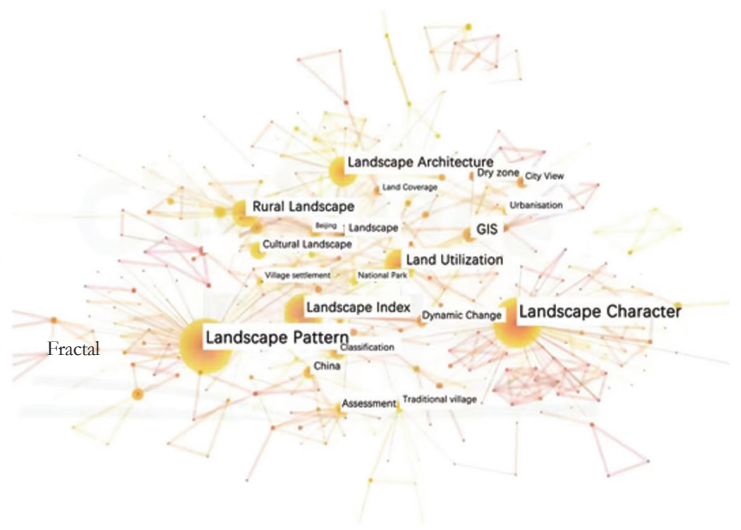 Landscape Architecture
Dry zone
City View
Land Coverage
Rural Landscape
Urbanisation
Beijing
Landscape
GIS
Cultural Landscape
Land Utilization
Village settlement
National Park
Landscape Index
Dynamic Change
Landscape Character
Landscape Pattern
Classification
Fractal
China
Assessment
Traditional village